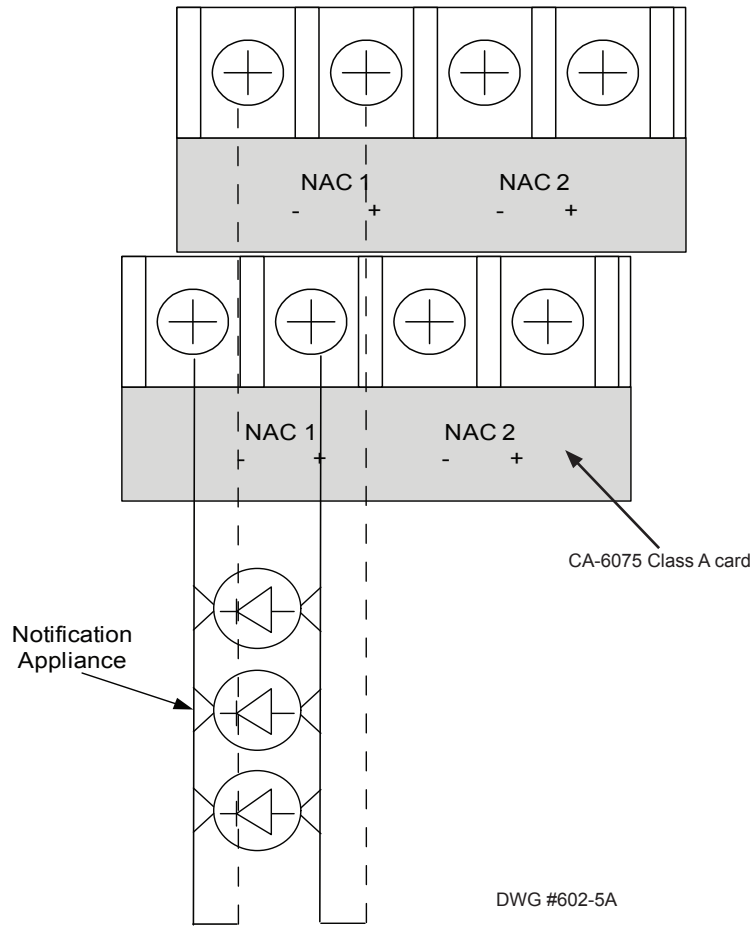 NAC 1 NAC 2
- + - +
NAC 1 NAC 2
- + - +
CA-6075 Class A card
Notification
Appliance
DWG #602-5A